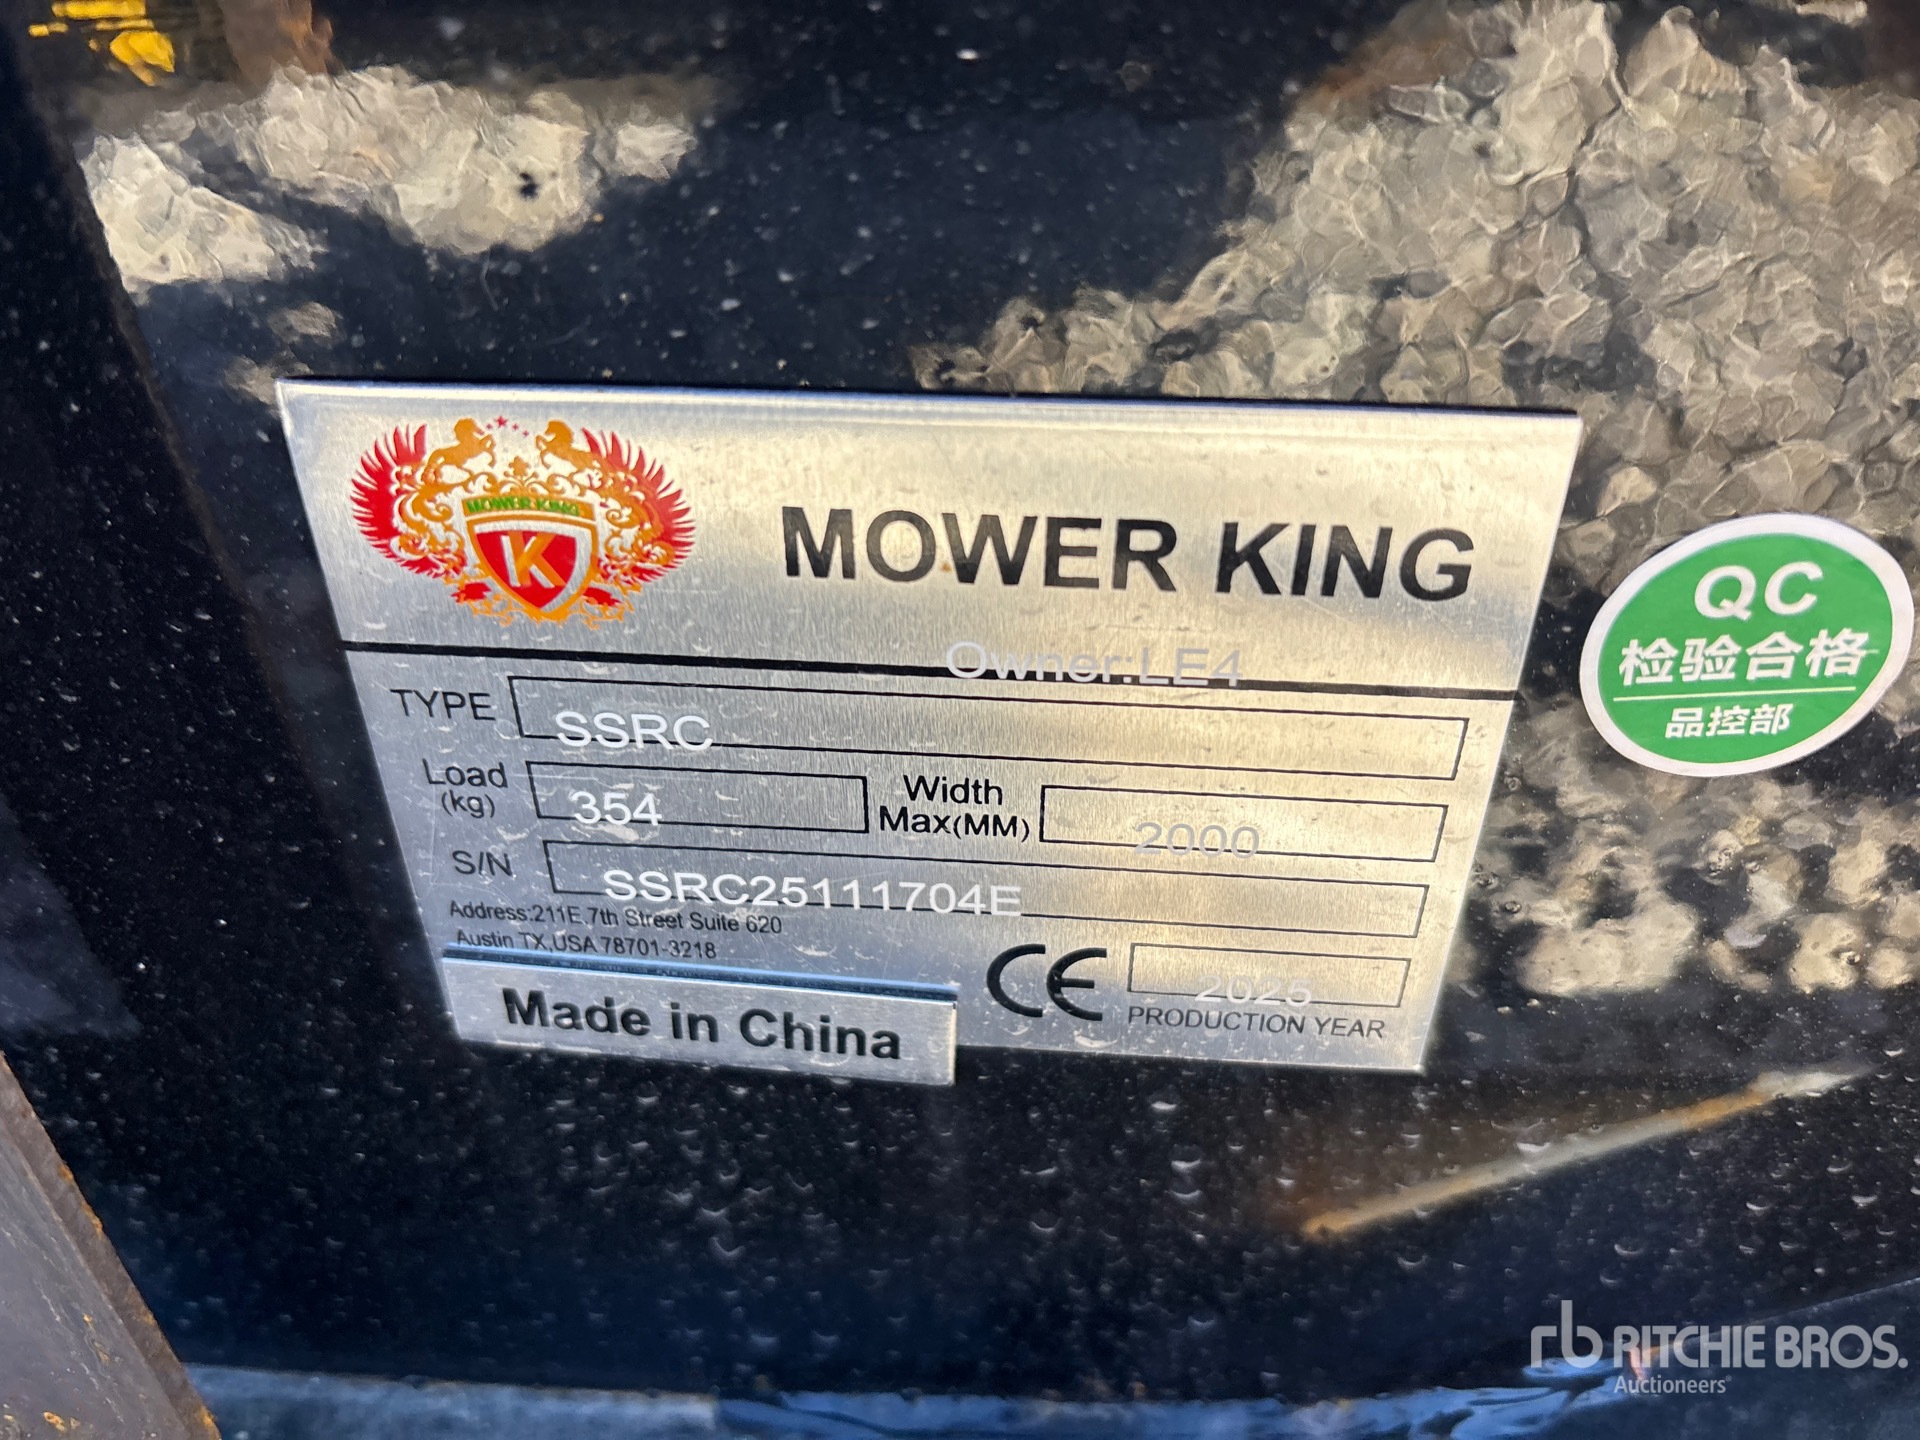 MOWER KING
K
MOWER KING
Owner:LE4
TYPE SSRC
Load (kg) 354 Width Max(MM) 2000
S/N SSRC25111704E
Address:211E.7th Street Suite 620
Austin TX,USA 78701-3218
Made in China
CE 2025
PRODUCTION YEAR
QC
检验合格
品控部
rb RITCHIE BROS.
Auctioneers